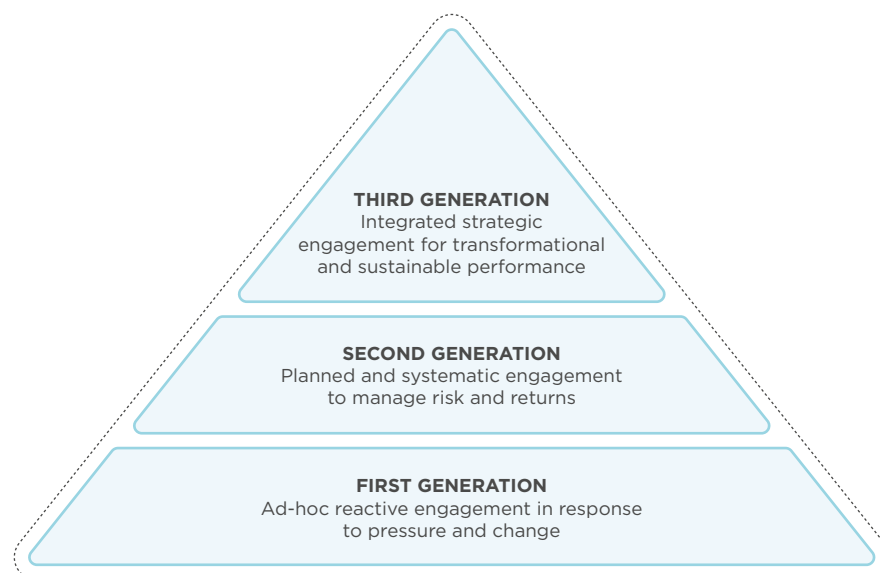 THIRD GENERATION
Integrated strategic
engagement for transformational
and sustainable performance
SECOND GENERATION
Planned and systematic engagement
to manage risk and returns
FIRST GENERATION
Ad-hoc reactive engagement in response
to pressure and change